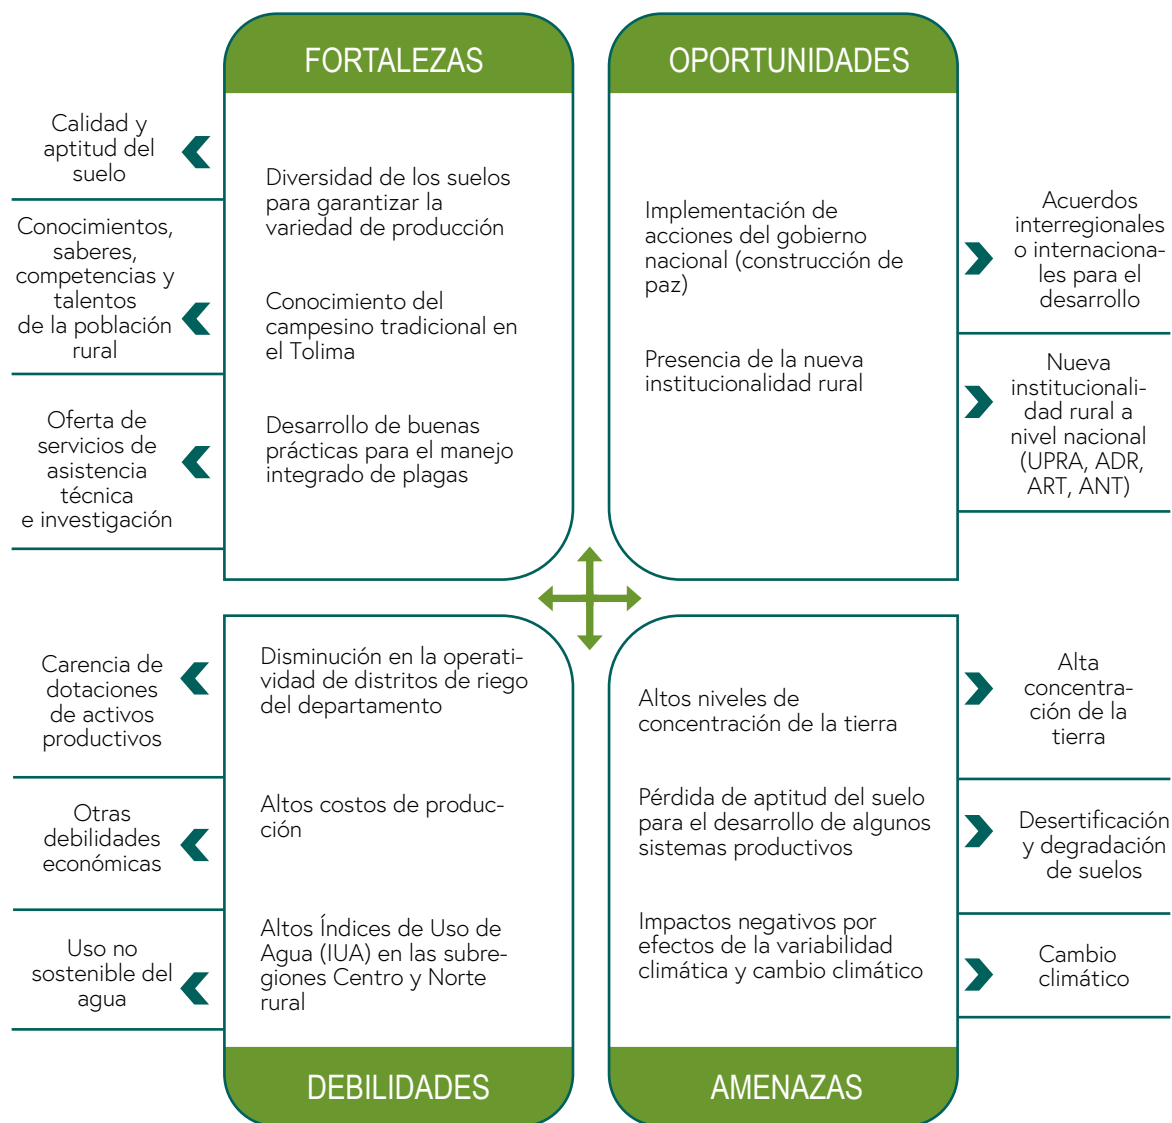 FORTALEZAS
Calidad y
aptitud del
suelo
Conocimientos,
saberes,
competencias y
talentos
de la población
rural
Oferta de
servicios de
asistencia
técnica
e investigación
Diversidad de los suelos
para garantizar la
variedad de producción
Conocimiento del
campesino tradicional en
el Tolima
Desarrollo de buenas
prácticas para el manejo
integrado de plagas
OPORTUNIDADES
Implementación de
acciones del gobierno
nacional (construcción de
paz)
Presencia de la nueva
institucionalidad rural
Acuerdos
interregionales
o internaciona-
les para el
desarrollo
Nueva
institucionali-
dad rural a
nivel nacional
(UPRA, ADR,
ART, ANT)
Carencia de
dotaciones
de activos
productivos
Otras
debilidades
económicas
Uso no
sostenible del
agua
Disminución en la operati-
vidad de distritos de riego
del departamento
Altos costos de produc-
ción
Altos Índices de Uso de
Agua (IUA) en las subre-
giones Centro y Norte
rural
DEBILIDADES
Altos niveles de
concentración de la tierra
Pérdida de aptitud del suelo
para el desarrollo de algunos
sistemas productivos
Impactos negativos por
efectos de la variabilidad
climática y cambio climático
Alta
concentra-
ción de la
tierra
Desertificación
y degradación
de suelos
Cambio
climático
AMENAZAS